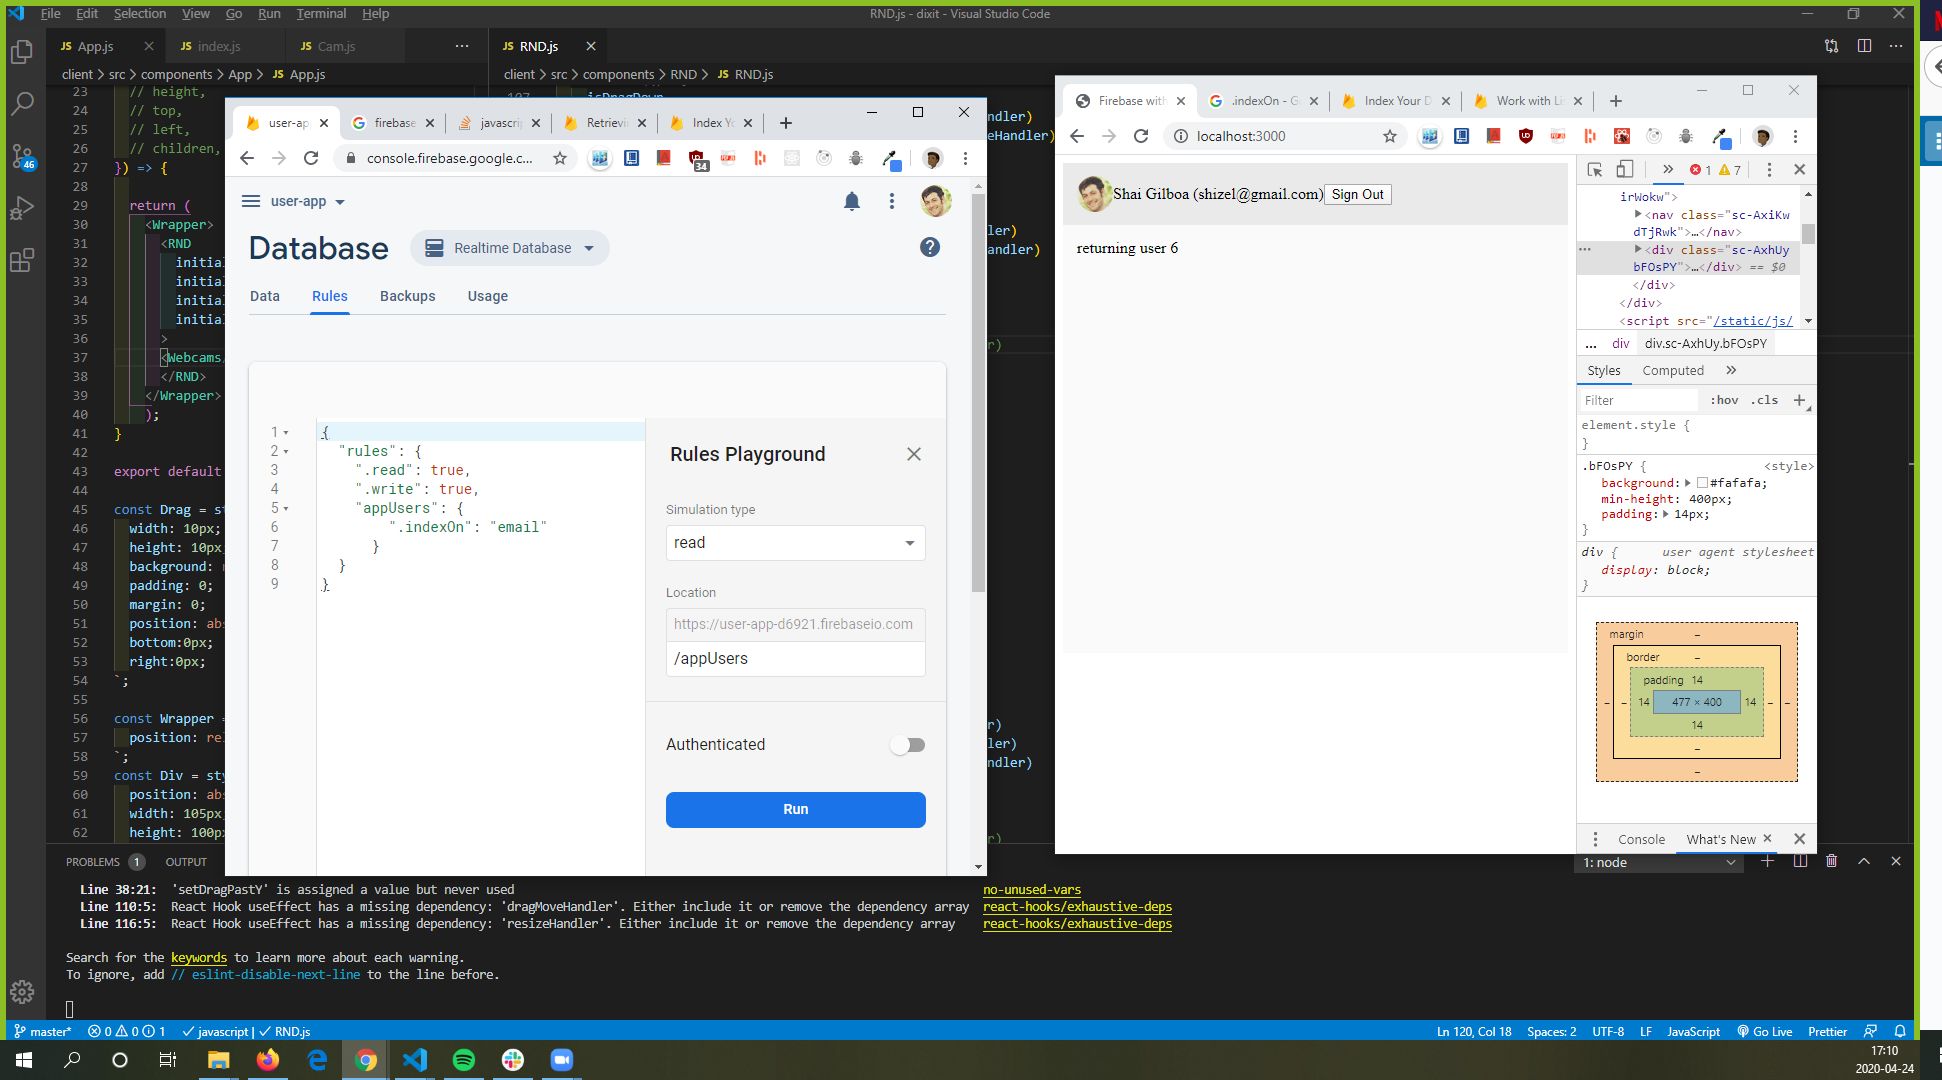 File Edit Selection View Go Run Terminal Help
RND.js - dixit - Visual Studio Code
JS App.js
JS index.js
JS Cam.js
JS RND.js
client > src > components > App > JS App.js
client > src > components > RND > JS RND.js
23 // height,
24 // top,
25 // left,
26 // children,
27 }) => {
28
29 return (
30 <Wrapper>
31 <RND
32 initial
33 initial
34 initial
35 initial
36 >
37 <Webcams
38 </RND>
39 </Wrapper>
40 );
41 }
42
43 export default
44
45 const Drag = st
46 width: 10px;
47 height: 10px
48 background:
49 padding: 0;
50 margin: 0;
51 position: abs
52 bottom:0px;
53 right:0px;
54 `;
55
56 const Wrapper =
57 position: rel
58 `;
59 const Div = sty
60 position: abs
61 width: 105px
62 height: 100p
46
user-ap
firebase
javascri
Retrievi
Index Yo
console.firebase.google.c...
34
user-app
Database
Realtime Database
Data Rules Backups Usage
1 {
2 "rules": {
3 ".read": true,
4 ".write": true,
5 "appUsers": {
6 ".indexOn": "email"
7 }
8 }
9 }
Rules Playground
Simulation type
read
Location
https://user-app-d6921.firebaseio.com
/appUsers
Authenticated
Run
ndler)
eHandler)
ler)
andler)
r)
r)
ler)
ndler)
Firebase with
.indexOn - G
Index Your D
Work with Li
localhost:3000
Shai Gilboa (shizel@gmail.com) Sign Out
returning user 6
1 7
irWokw">
<nav class="sc-AxiKw
dTjRwk">…</nav>
<div class="sc-AxhUy
bFOsPY">…</div> == $0
</div>
</div>
<script src="/static/js/
... div div.sc-AxhUy.bFOsPY
Styles Computed
Filter :hov .cls
element.style {
}
.bFOsPY { <style>
background: #fafafa;
min-height: 400px;
padding: 14px;
}
div { user agent stylesheet
display: block;
}
margin –
border –
padding 14
– – 14 477 × 400 14 – –
14
–
–
Console What's New
PROBLEMS 1 OUTPUT
1: node
Line 38:21: 'setDragPastY' is assigned a value but never used no-unused-vars
Line 110:5: React Hook useEffect has a missing dependency: 'dragMoveHandler'. Either include it or remove the dependency array react-hooks/exhaustive-deps
Line 116:5: React Hook useEffect has a missing dependency: 'resizeHandler'. Either include it or remove the dependency array react-hooks/exhaustive-deps
Search for the keywords to learn more about each warning.
To ignore, add // eslint-disable-next-line to the line before.
master* 0 0 1 javascript | RND.js
Ln 120, Col 18 Spaces: 2 UTF-8 LF JavaScript Go Live Prettier
17:10
2020-04-24